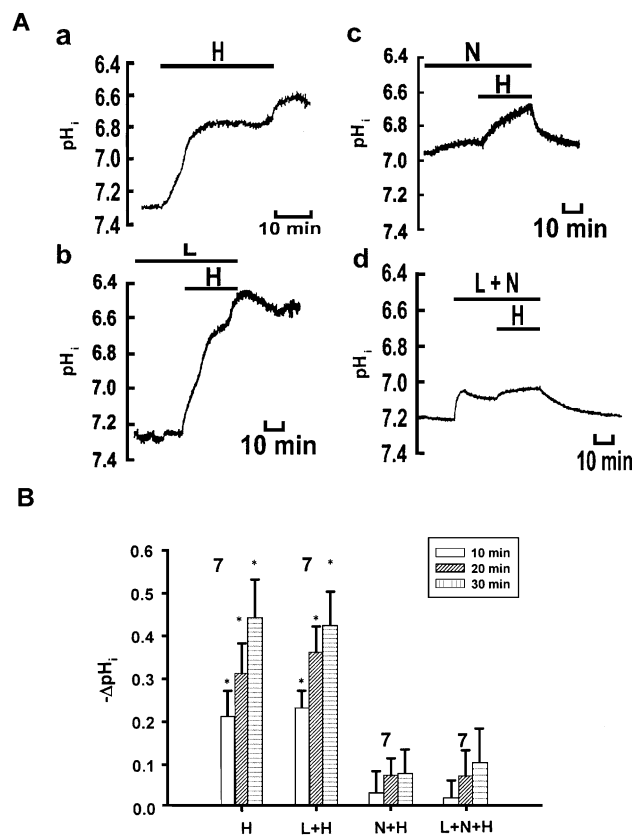 A
a
H
6.4
6.6
6.8
7.0
7.2
7.4
pHi
10 min
c
N
H
6.4
6.6
6.8
7.0
7.2
7.4
pHi
10 min
b
L
H
6.4
6.6
6.8
7.0
7.2
7.4
pHi
10 min
d
L + N
H
6.4
6.6
6.8
7.0
7.2
7.4
pHi
10 min
B
-ΔpHi
0.6
0.5
0.4
0.3
0.2
0.1
0.0
7 *
* *
7 *
* *
7
7
10 min
20 min
30 min
H L+H N+H L+N+H